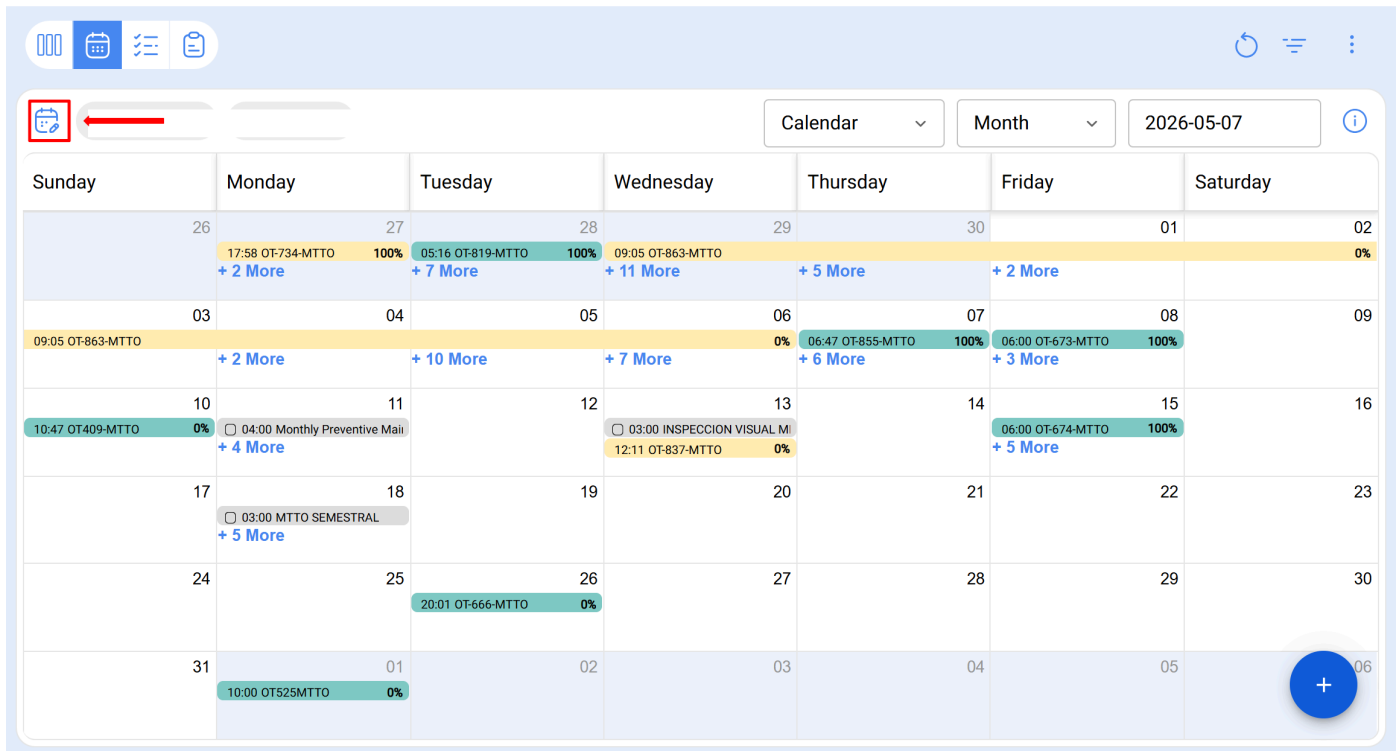 Calendar Month 2026-05-07
Sunday Monday Tuesday Wednesday Thursday Friday Saturday
26 27 28 29 30 01 02
17:58 OT-734-MTTO 100% 05:16 OT-819-MTTO 100% 09:05 OT-863-MTTO 0%
+ 2 More + 7 More + 11 More + 5 More + 2 More
03 04 05 06 07 08 09
09:05 OT-863-MTTO 0% 06:47 OT-855-MTTO 100% 06:00 OT-673-MTTO 100%
+ 2 More + 10 More + 7 More + 6 More + 3 More
10 11 12 13 14 15 16
10:47 OT409-MTTO 0% 04:00 Monthly Preventive Mai 03:00 INSPECCION VISUAL MI 06:00 OT-674-MTTO 100%
+ 4 More 12:11 OT-837-MTTO 0% + 5 More
17 18 19 20 21 22 23
03:00 MTTO SEMESTRAL
+ 5 More
24 25 26 27 28 29 30
20:01 OT-666-MTTO 0%
31 01 02 03 04 05 06
10:00 OT525MTTO 0%
+